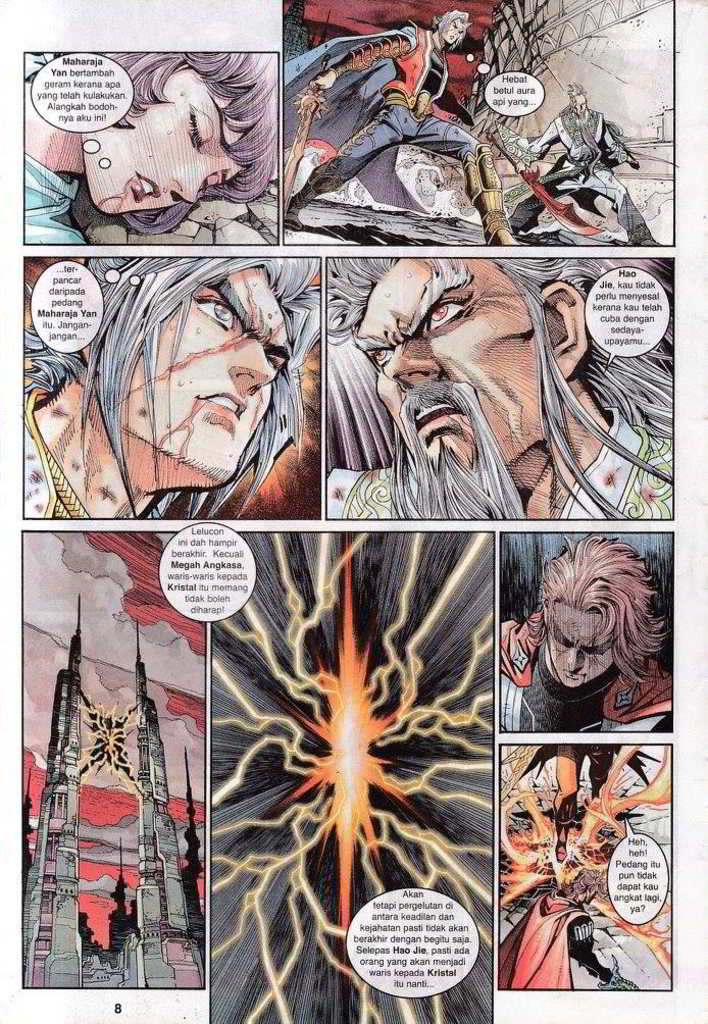 Maharaja
Yan bertambah
geram kerana apa
yang telah kulakukan.
Alangkah bodoh-
nya aku ini!
Hebat
betul aura
api yang...
...ter-
pancar
daripada
pedang
Maharaja Yan
itu. Jangan-
jangan...
Hao
Jie, kau tidak
perlu menyesal
kerana kau telah
cuba dengan
sedaya-
upayamu...
Lelucon
ini dah hampir
berakhir. Kecuali
Megah Angkasa,
waris-waris kepada
Kristal itu memang
tidak boleh
diharap!
Akan
tetapi pergelutan di
antara keadilan dan
kejahatan pasti tidak akan
berakhir dengan begitu saja.
Selepas Hao Jie, pasti ada
orang yang akan menjadi
waris kepada Kristal
itu nanti...
Heh,
heh!
Pedang itu
pun tidak
dapat kau
angkat lagi,
ya?
8